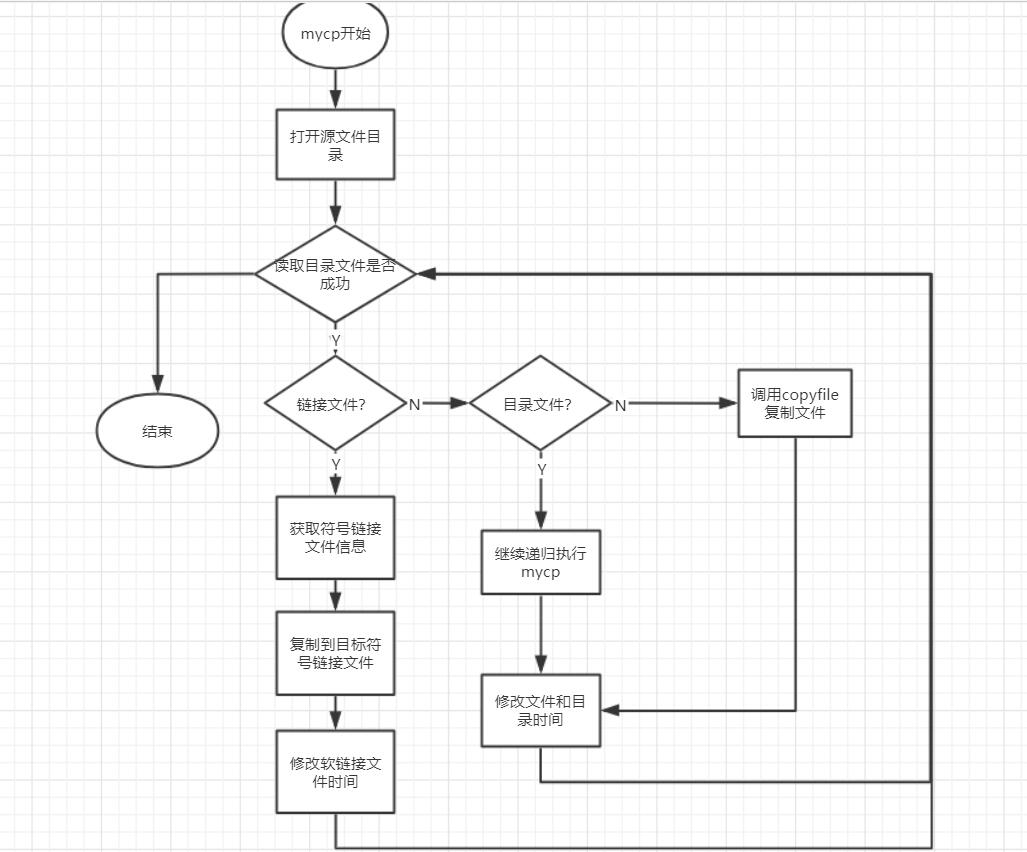 mycp开始
打开源文件目
录
读取目录文件是否
成功
Y
链接文件?
N
目录文件?
N
调用copyfile
复制文件
结束
Y
Y
获取符号链接
文件信息
继续递归执行
mycp
复制到目标符
号链接文件
修改文件和目
录时间
修改软链接文
件时间